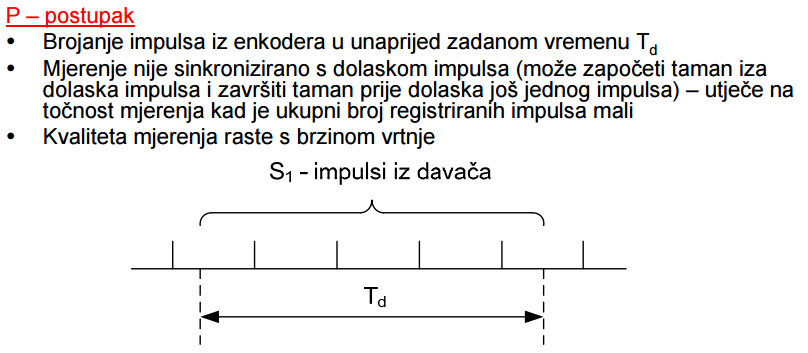 P – postupak
• Brojanje impulsa iz enkodera u unaprijed zadanom vremenu Td
• Mjerenje nije sinkronizirano s dolaskom impulsa (može započeti taman iza
dolaska impulsa i završiti taman prije dolaska još jednog impulsa) – utječe na
točnost mjerenja kad je ukupni broj registriranih impulsa mali
• Kvaliteta mjerenja raste s brzinom vrtnje
S1 - impulsi iz davača
Td